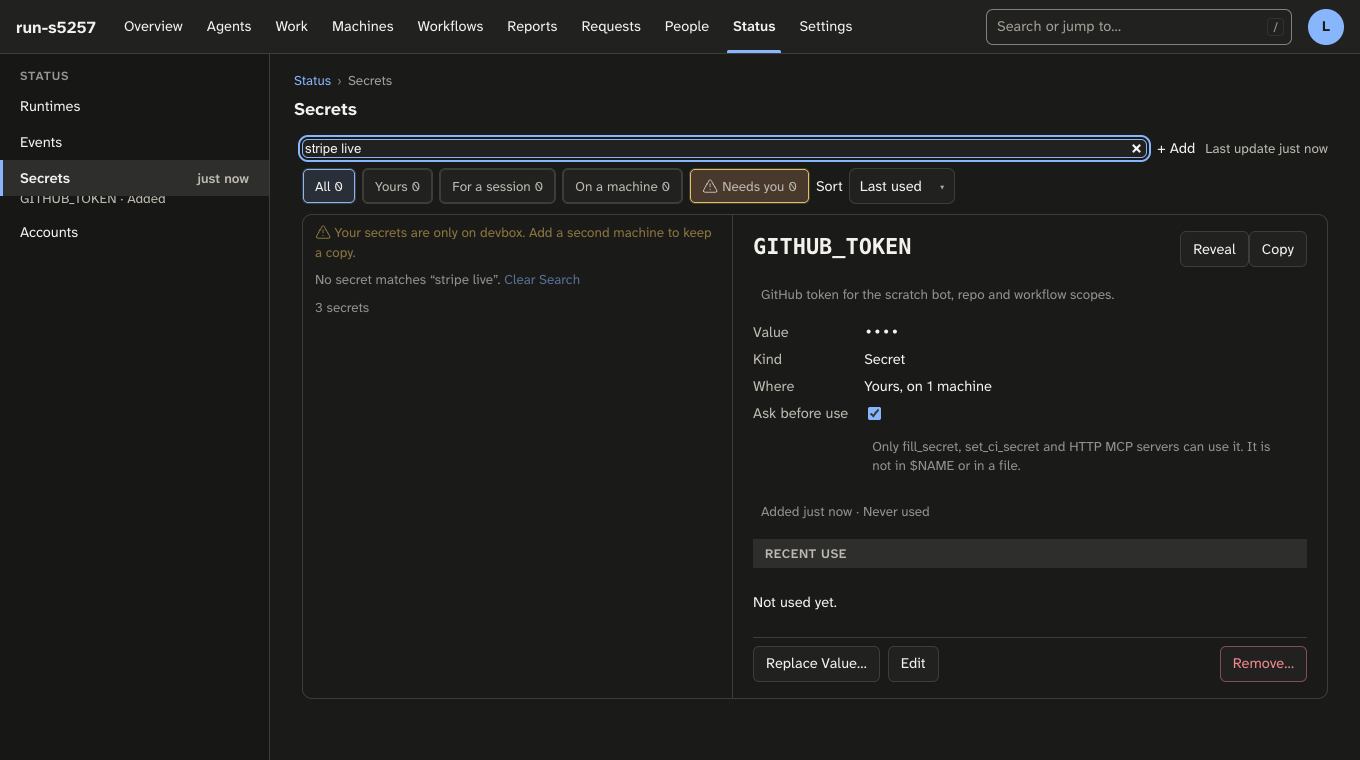 run-s5257 Overview Agents Work Machines Workflows Reports Requests People Status Settings Search or jump to... / L
STATUS
Runtimes
Events
Secrets just now
GITHUB_TOKEN · Added
Accounts
Status › Secrets
Secrets
stripe live × + Add Last update just now
All 0 Yours 0 For a session 0 On a machine 0 Needs you 0 Sort Last used
Your secrets are only on devbox. Add a second machine to keep
a copy.
No secret matches “stripe live”. Clear Search
3 secrets
GITHUB_TOKEN Reveal Copy
GitHub token for the scratch bot, repo and workflow scopes.
Value ••••
Kind Secret
Where Yours, on 1 machine
Ask before use
Only fill_secret, set_ci_secret and HTTP MCP servers can use it. It is
not in $NAME or in a file.
Added just now · Never used
RECENT USE
Not used yet.
Replace Value... Edit Remove...